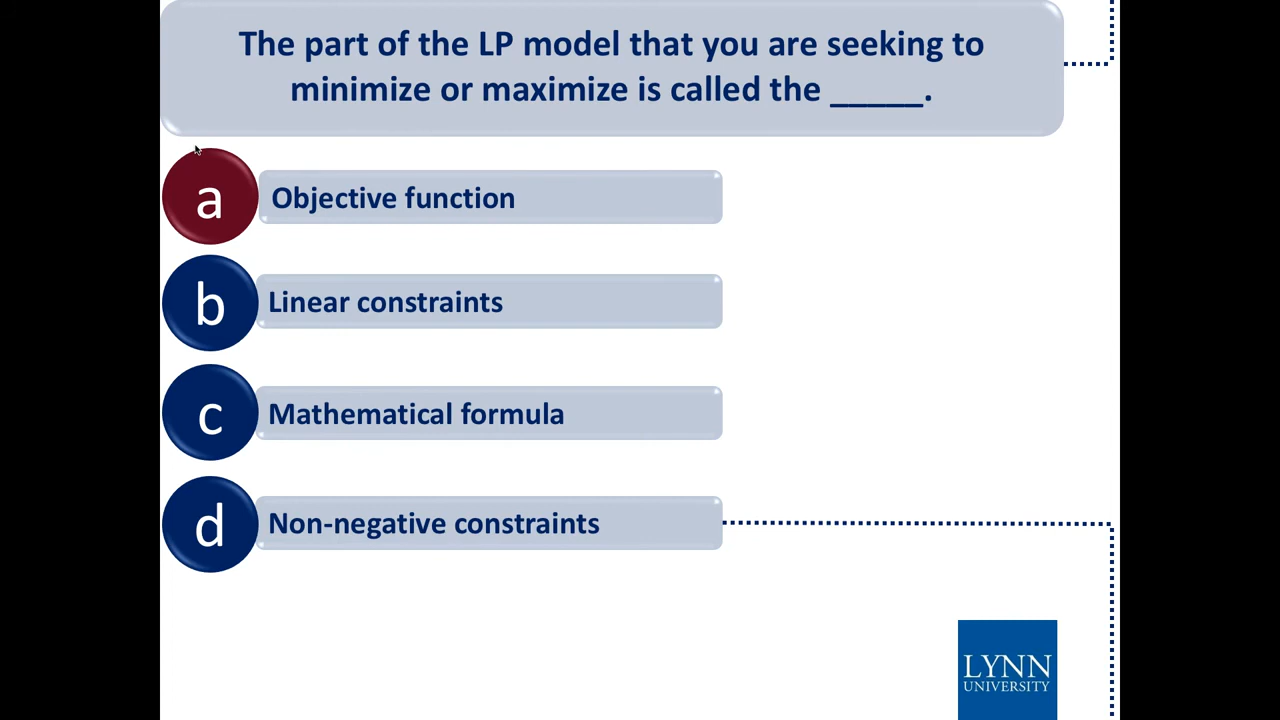 The part of the LP model that you are seeking to
minimize or maximize is called the _____.
a
Objective function
b
Linear constraints
c
Mathematical formula
d
Non-negative constraints
LYNN
UNIVERSITY